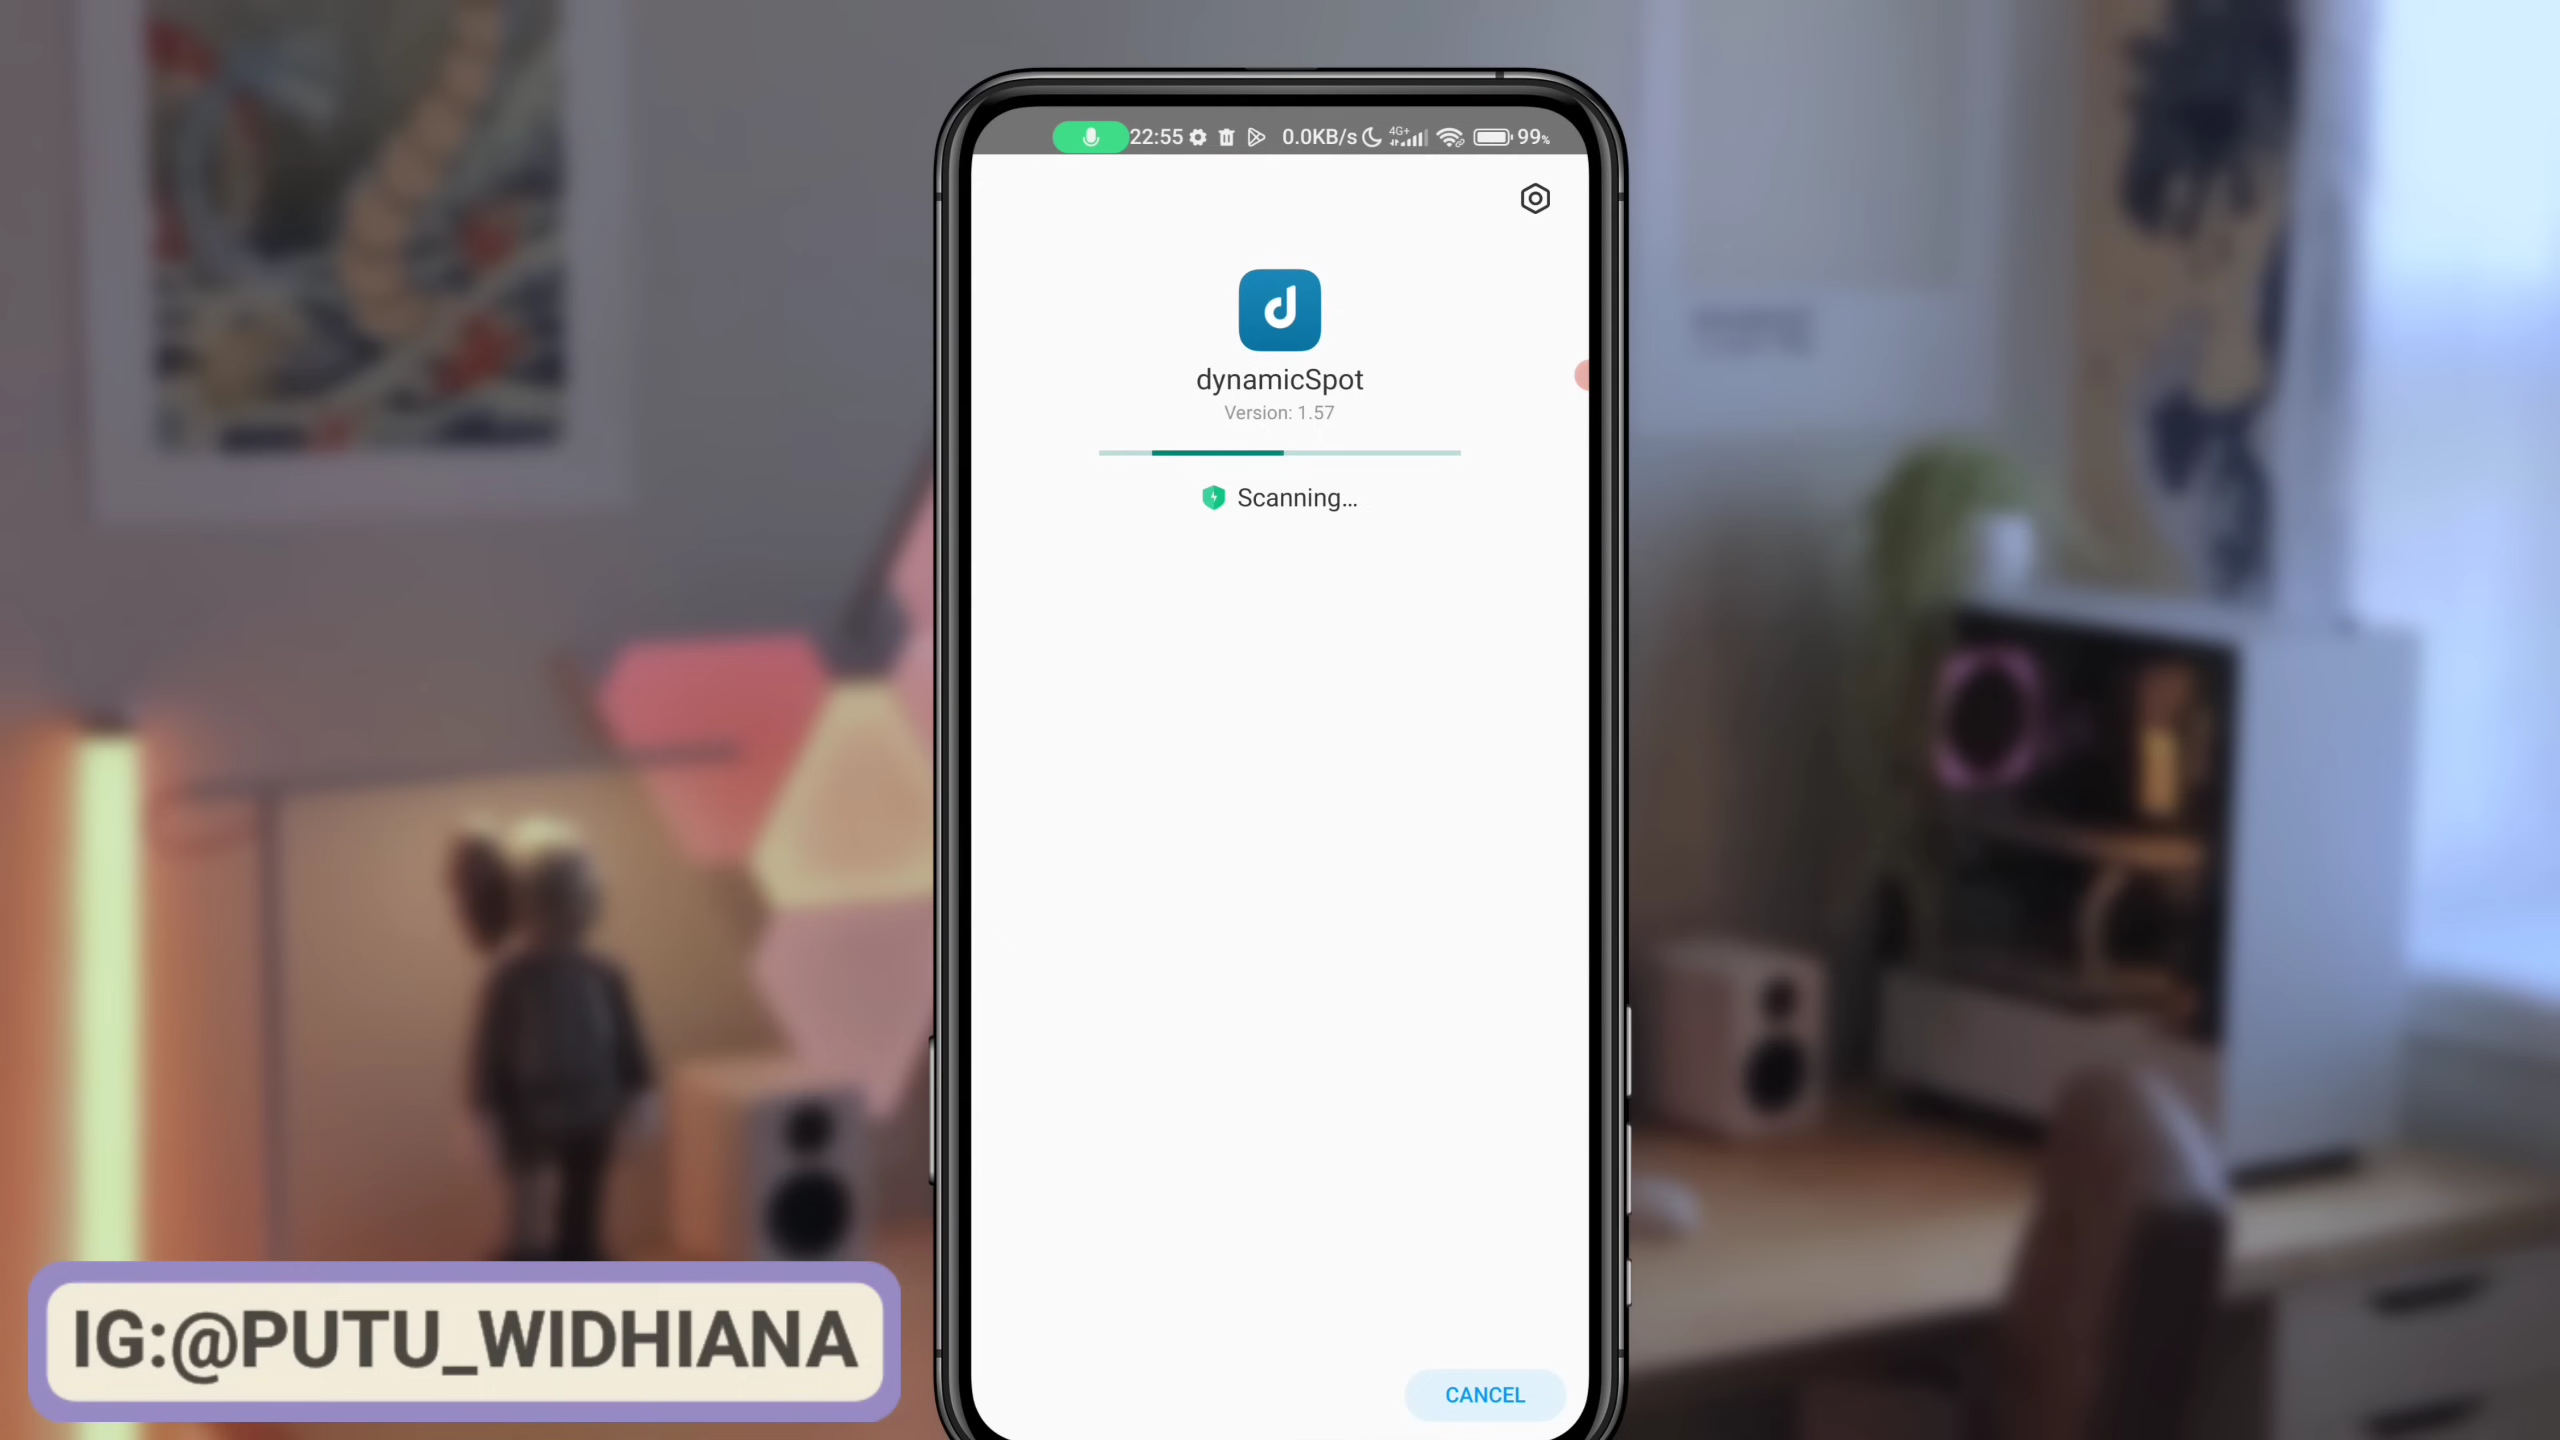 22:55 0.0KB/s 4G+ 99%
dynamicSpot
Version: 1.57
Scanning...
CANCEL
IG:@PUTU_WIDHIANA